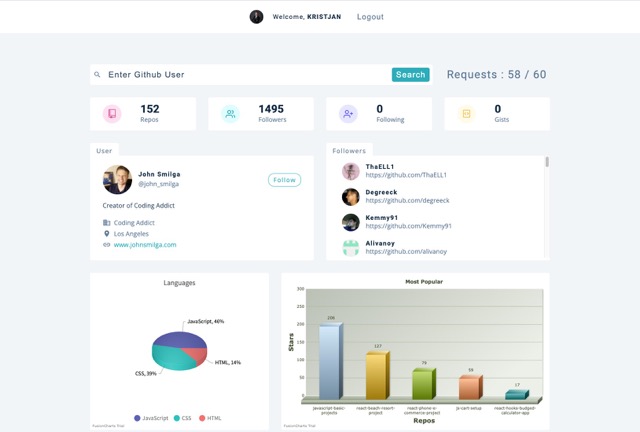 Welcome, KRISTJAN
Logout
Enter Github User
Search
Requests : 58 / 60
152
Repos
1495
Followers
0
Following
0
Gists
User
John Smilga
@john_smilga
Follow
Creator of Coding Addict
Coding Addict
Los Angeles
www.johnsmilga.com
Followers
ThaELL1
https://github.com/ThaELL1
Degreeck
https://github.com/degreeck
Kemmy91
https://github.com/Kemmy91
Alivanoy
https://github.com/alivanoy
Languages
JavaScript, 46%
HTML, 14%
CSS, 39%
JavaScript
CSS
HTML
FusionCharts Trial
Most Popular
Stars
300
250
200
150
100
50
0
206
127
79
59
17
javascript-basic-
projects
react-beach-resort-
project
react-phone-e-
commerce-project
js-cart-setup
react-hooks-budget-
calculator-app
Repos
FusionCharts Trial